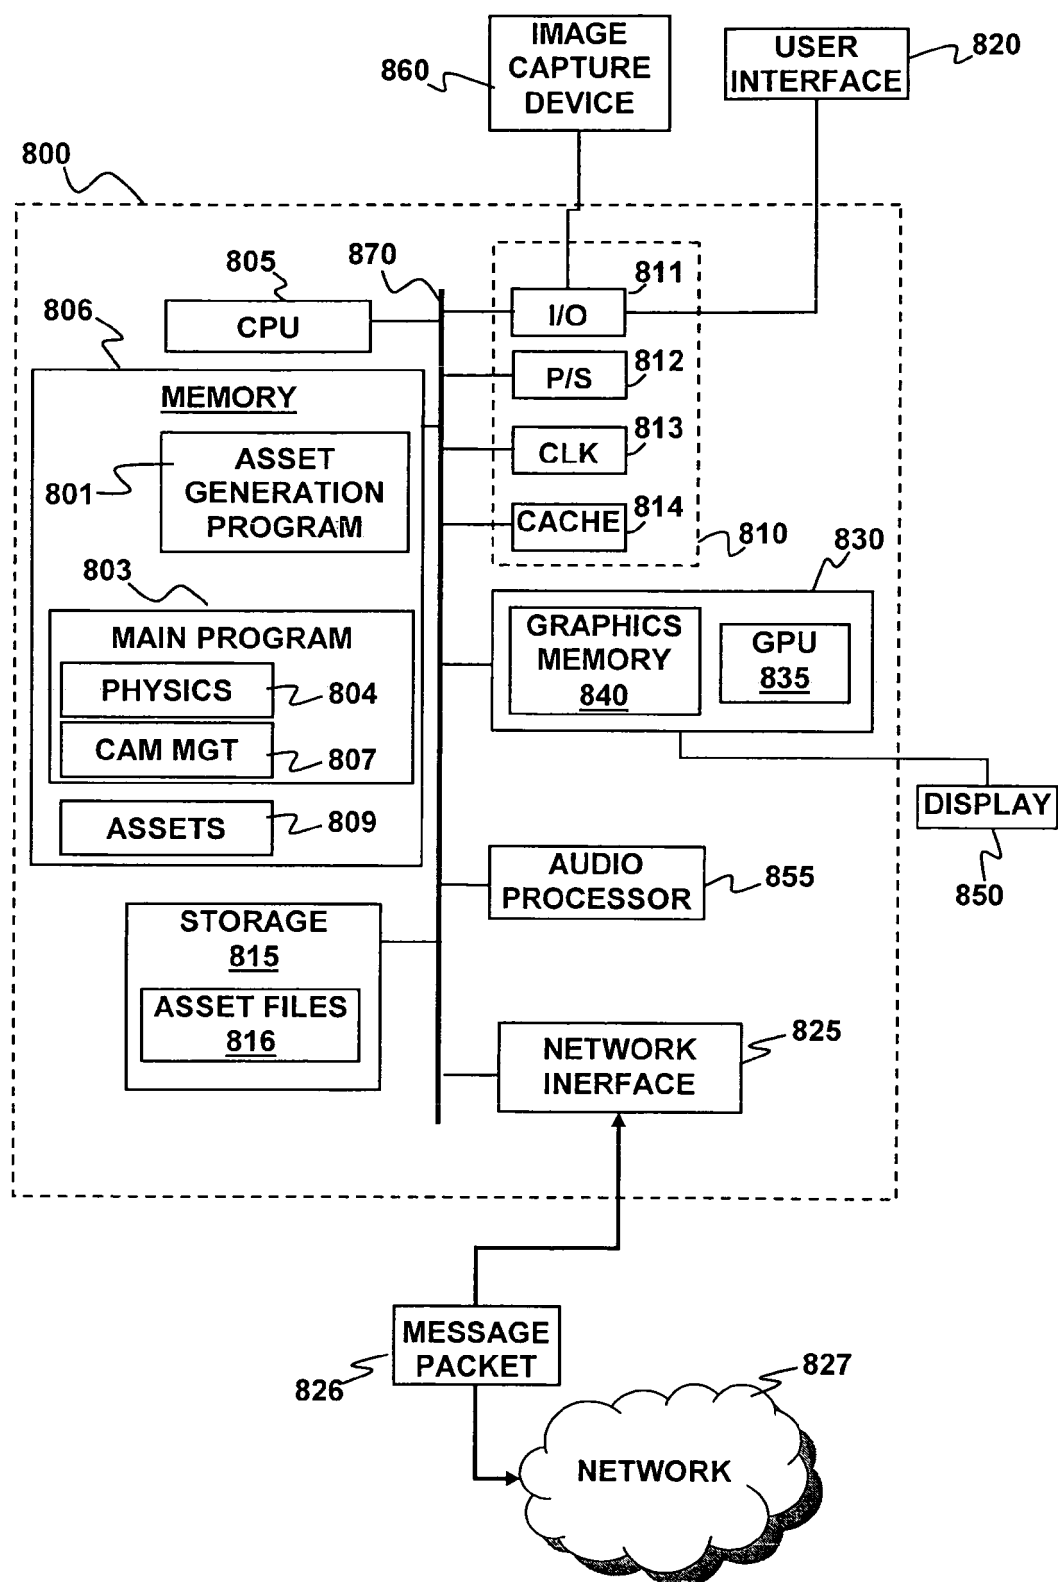 IMAGE
CAPTURE
DEVICE
860
USER
INTERFACE
820
800
805
870
CPU
806
811
I/O
812
P/S
813
CLK
814
CACHE
810
MEMORY
801
ASSET
GENERATION
PROGRAM
803
MAIN PROGRAM
PHYSICS
804
CAM MGT
807
ASSETS
809
830
GRAPHICS
MEMORY
840
GPU
835
DISPLAY
850
AUDIO
PROCESSOR
855
STORAGE
815
ASSET FILES
816
NETWORK
INERFACE
825
MESSAGE
PACKET
826
827
NETWORK